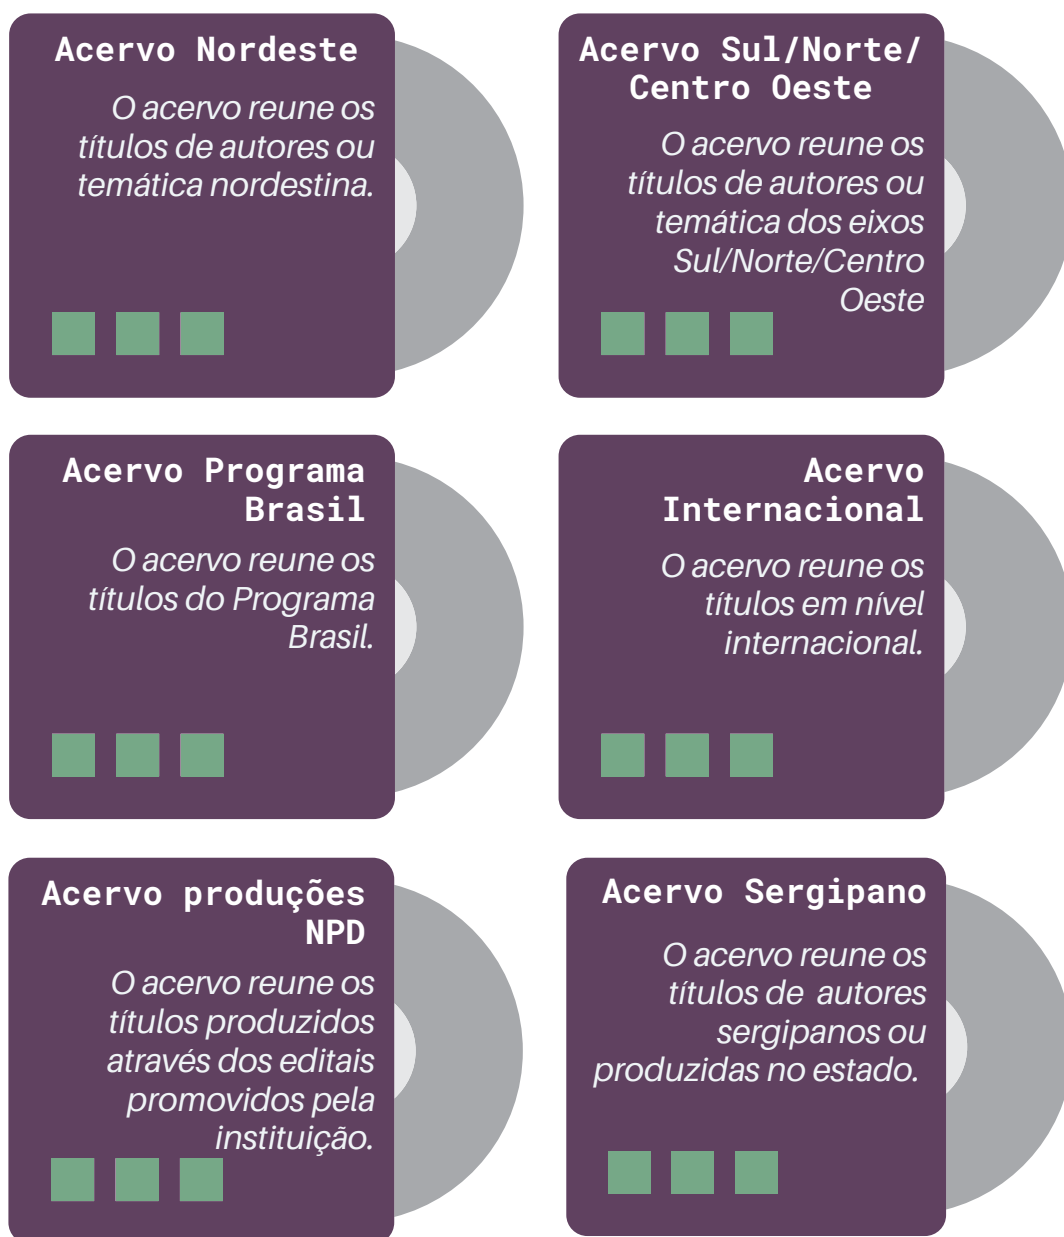 Acervo Nordeste
O acervo reune os
títulos de autores ou
temática nordestina.
Acervo Sul/Norte/
Centro Oeste
O acervo reune os
títulos de autores ou
temática dos eixos
Sul/Norte/Centro
Oeste
Acervo Programa
Brasil
O acervo reune os
títulos do Programa
Brasil.
Acervo
Internacional
O acervo reune os
títulos em nível
internacional.
Acervo produções
NPD
O acervo reune os
títulos produzidos
através dos editais
promovidos pela
instituição.
Acervo Sergipano
O acervo reune os
títulos de autores
sergipanos ou
produzidas no estado.